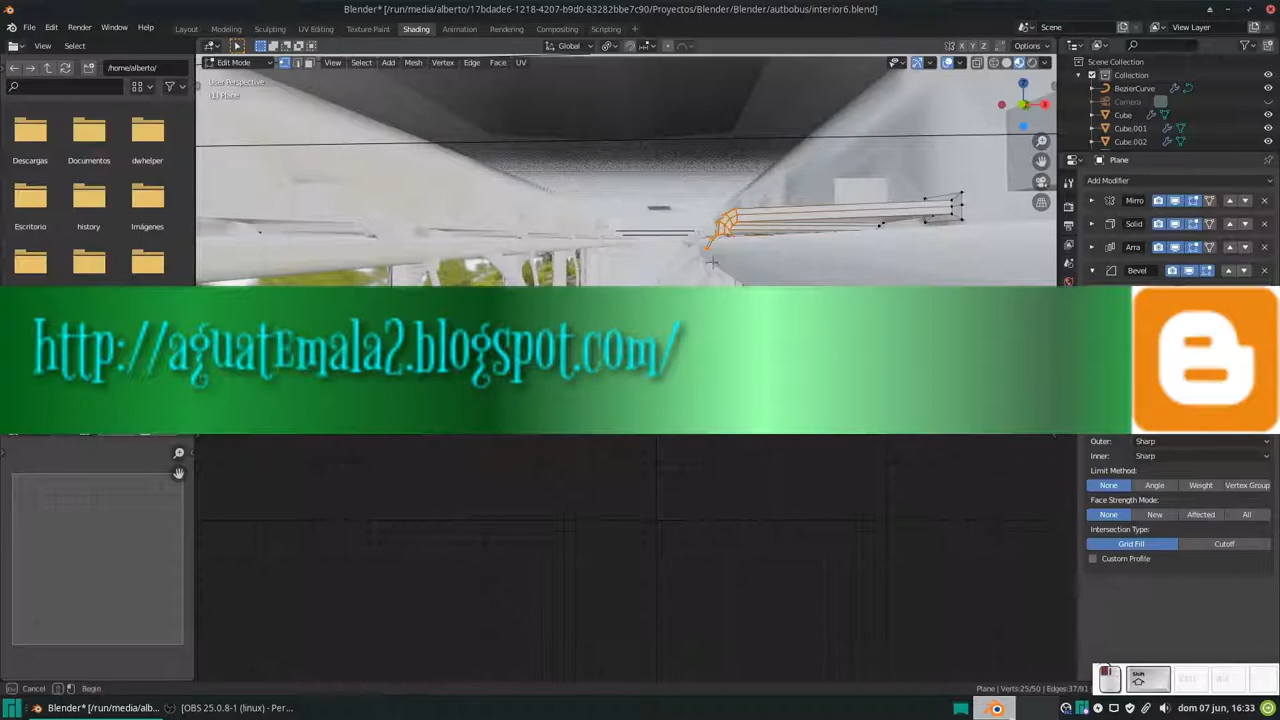 Blender* [/run/media/alberto/17bdade6-1218-4207-b9d0-83282bbe7c90/Proyectos/Blender/Blender/autbobus/interior6.blend]
File Edit Render Window Help Layout Modeling Sculpting UV Editing Texture Paint Shading Animation Rendering Compositing Scripting Scene View Layer
View Select Global X Y Z Options
/home/alberto/ Edit Mode View Select Add Mesh Vertex Edge Face UV Scene Collection
Collection
User Perspective
(1) Plane
BezierCurve
Camera
Cube
Cube.001
Cube.002
Descargas Documentos dwhelper
Plane
Add Modifier
Mirro
Solid
Escritorio history Imágenes
Arra
Bevel
http://aguatEmala2.blogspot.com/
Outer: Sharp
Inner: Sharp
Limit Method:
None Angle Weight Vertex Group
Face Strength Mode:
None New Affected All
Intersection Type:
Grid Fill Cutoff
Custom Profile
Shift
Cancel Begin Plane | Verts:25/50 | Edges:37/91
Blender* [/run/media/alb... [OBS 25.0.8-1 (linux) - Per... dom 07 jun, 16:33